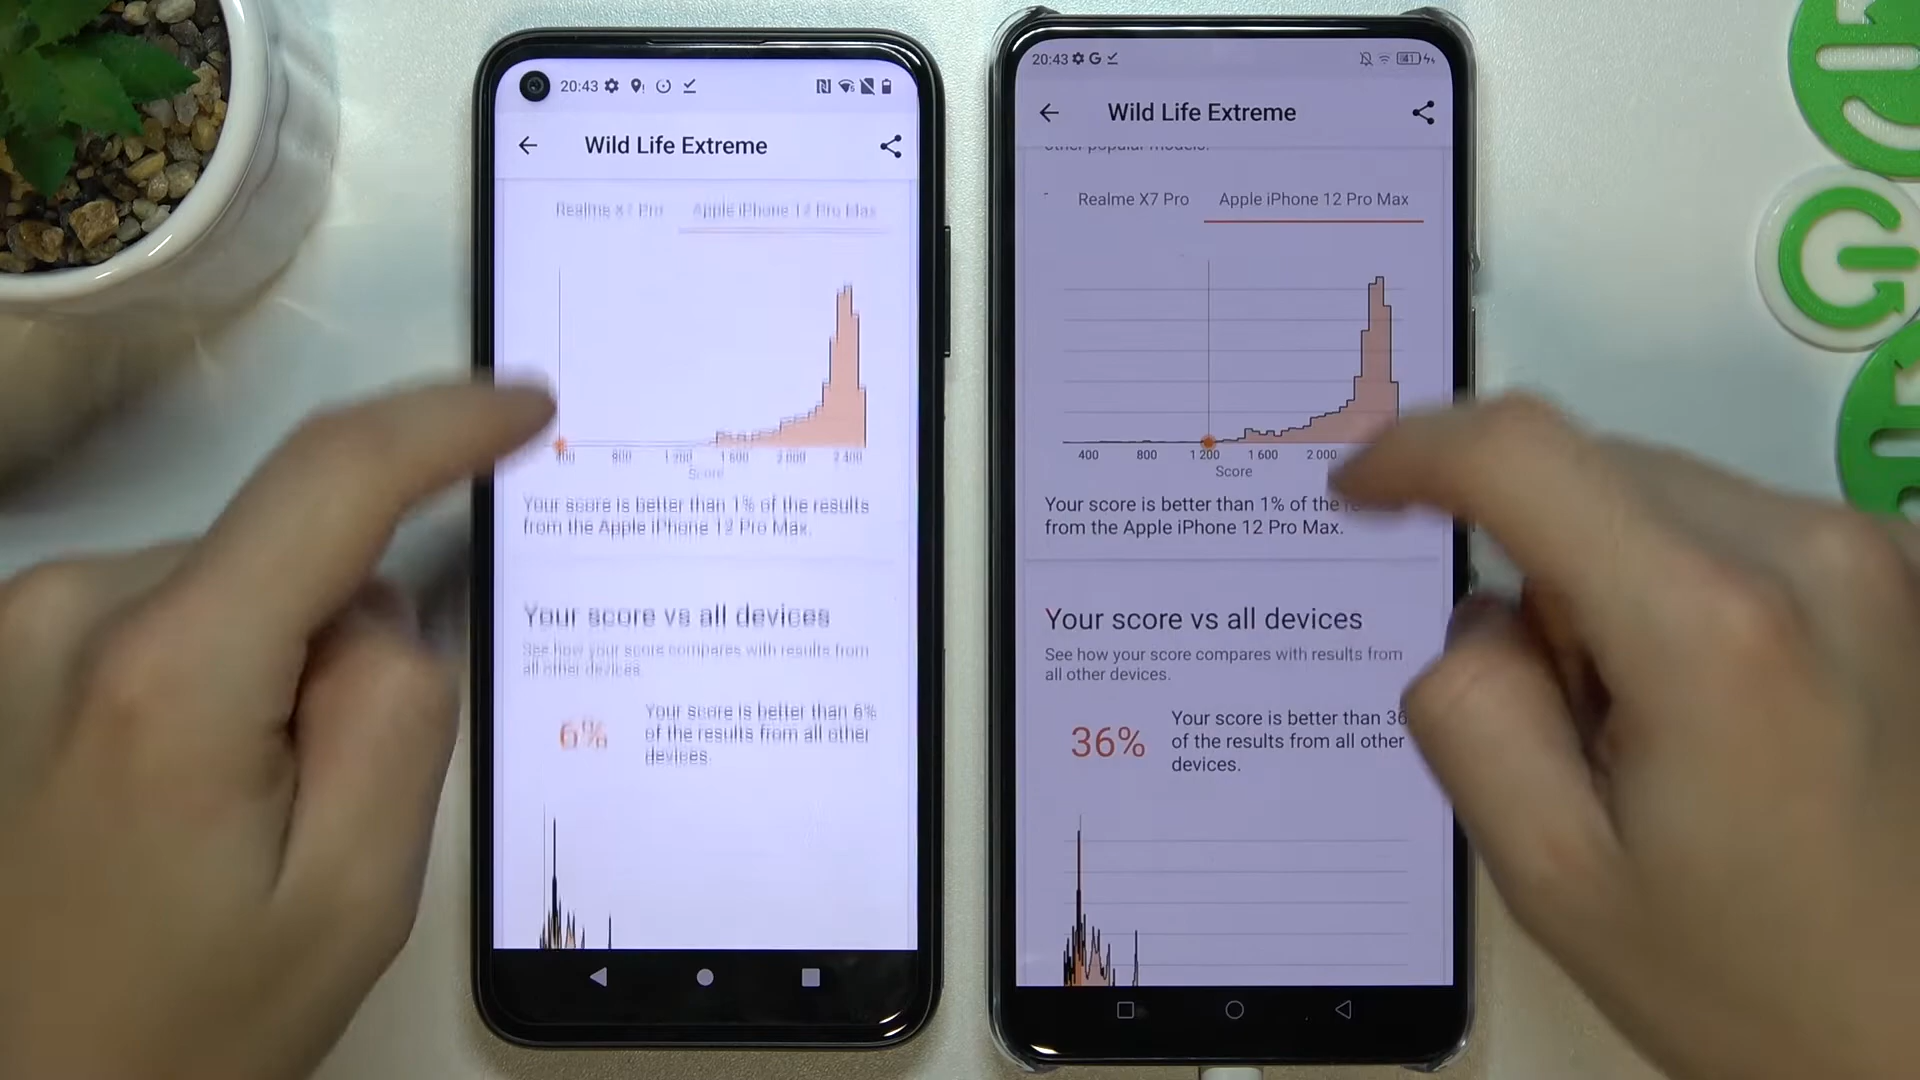 20:43
Wild Life Extreme
Realme X7 Pro
Apple iPhone 12 Pro Max
400 800 1 200 1 600 2 000 2 400
Score
Your score is better than 1% of the results
from the Apple iPhone 12 Pro Max.
Your score vs all devices
See how your score compares with results from
all other devices.
6%
Your score is better than 6%
of the results from all other
devices.
20:43 G
41
Wild Life Extreme
other popular models.
Realme X7 Pro
Apple iPhone 12 Pro Max
400 800 1 200 1 600 2 000
Score
Your score is better than 1% of the
from the Apple iPhone 12 Pro Max.
Your score vs all devices
See how your score compares with results from
all other devices.
36%
Your score is better than 36
of the results from all other
devices.